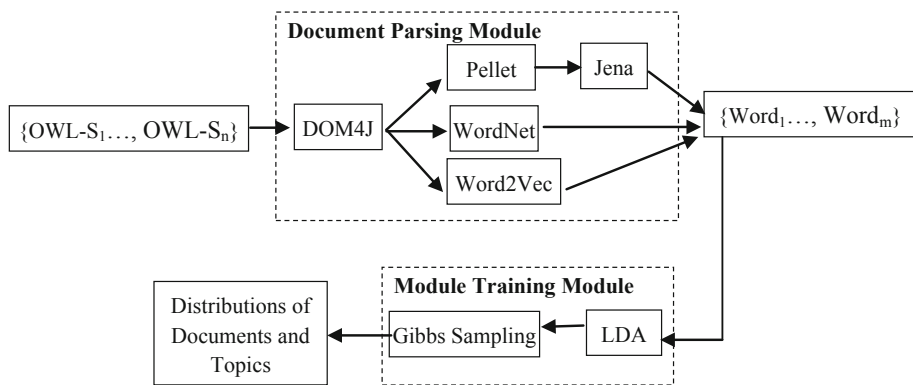 Document Parsing Module
Pellet
Jena
{OWL-S₁..., OWL-Sₙ}
DOM4J
WordNet
{Word₁..., Wordₘ}
Word2Vec
Module Training Module
Distributions of
Documents and
Topics
Gibbs Sampling
LDA